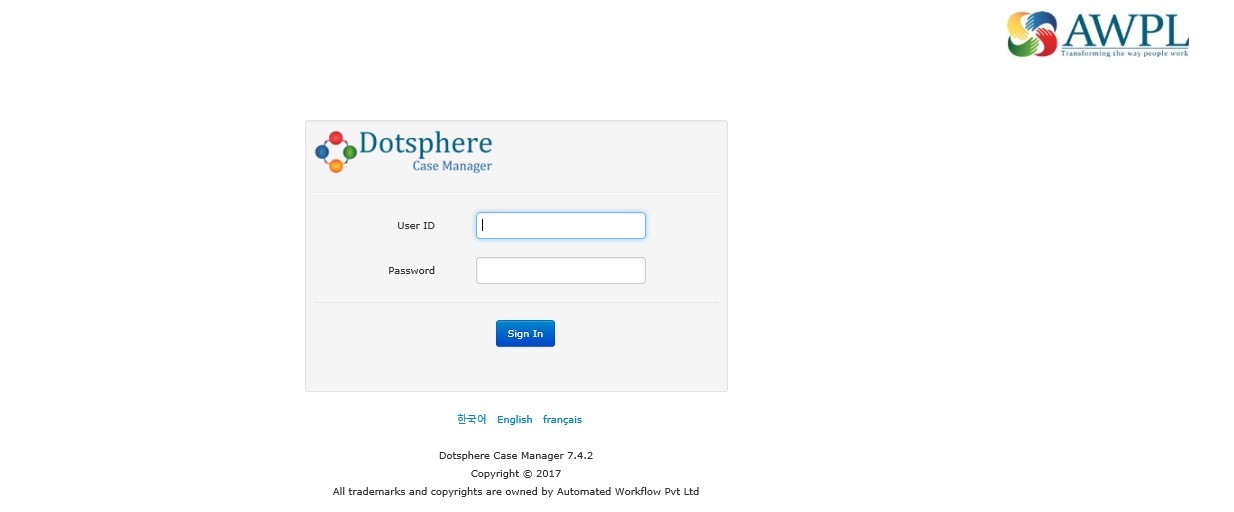 AWPL
Transforming the way people work
Dotsphere
Case Manager
User ID
Password
Sign In
한국어 English français
Dotsphere Case Manager 7.4.2
Copyright © 2017
All trademarks and copyrights are owned by Automated Workflow Pvt Ltd